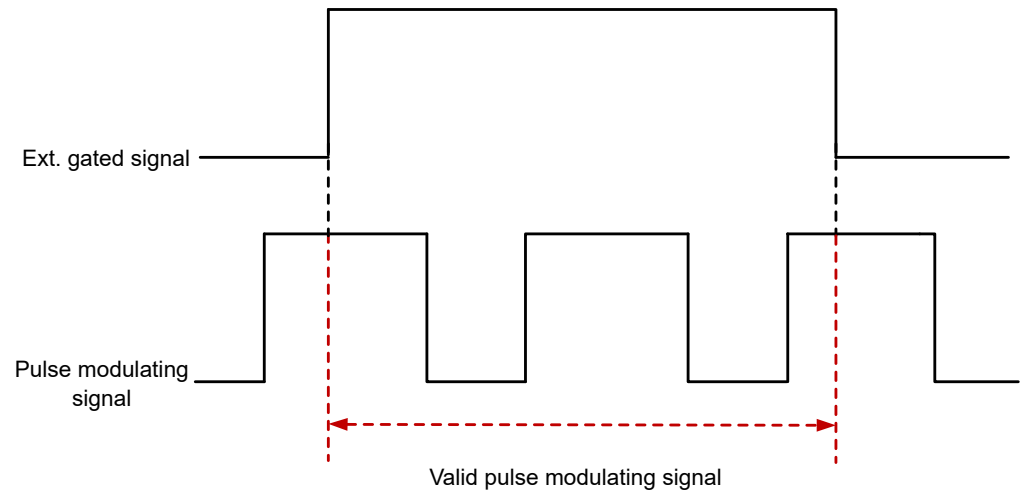 Ext. gated signal
Pulse modulating
signal
Valid pulse modulating signal